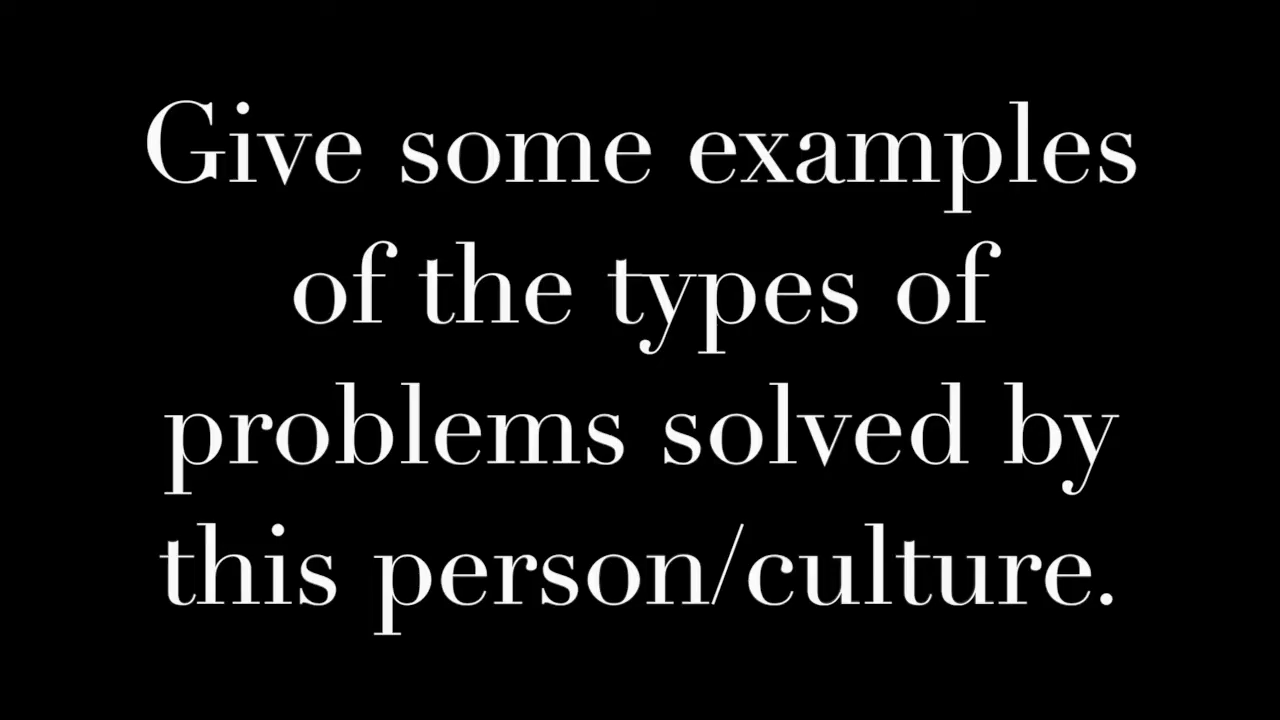 Give some examples
of the types of
problems solved by
this person/culture.